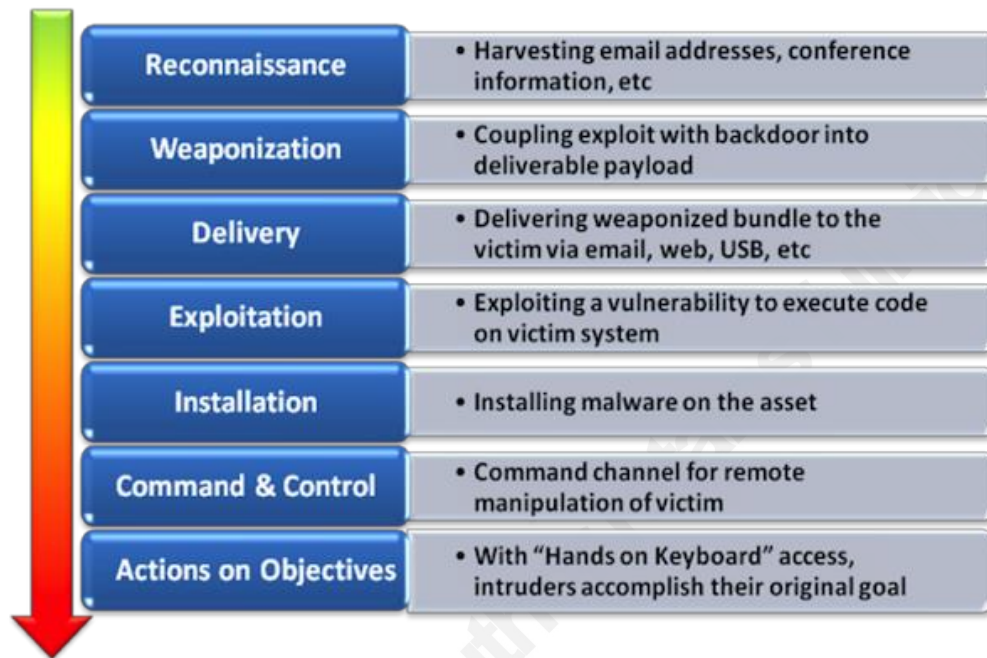 Reconnaissance
• Harvesting email addresses, conference
information, etc
Weaponization
• Coupling exploit with backdoor into
deliverable payload
Delivery
• Delivering weaponized bundle to the
victim via email, web, USB, etc
Exploitation
• Exploiting a vulnerability to execute code
on victim system
Installation
• Installing malware on the asset
Command & Control
• Command channel for remote
manipulation of victim
Actions on Objectives
• With “Hands on Keyboard” access,
intruders accomplish their original goal